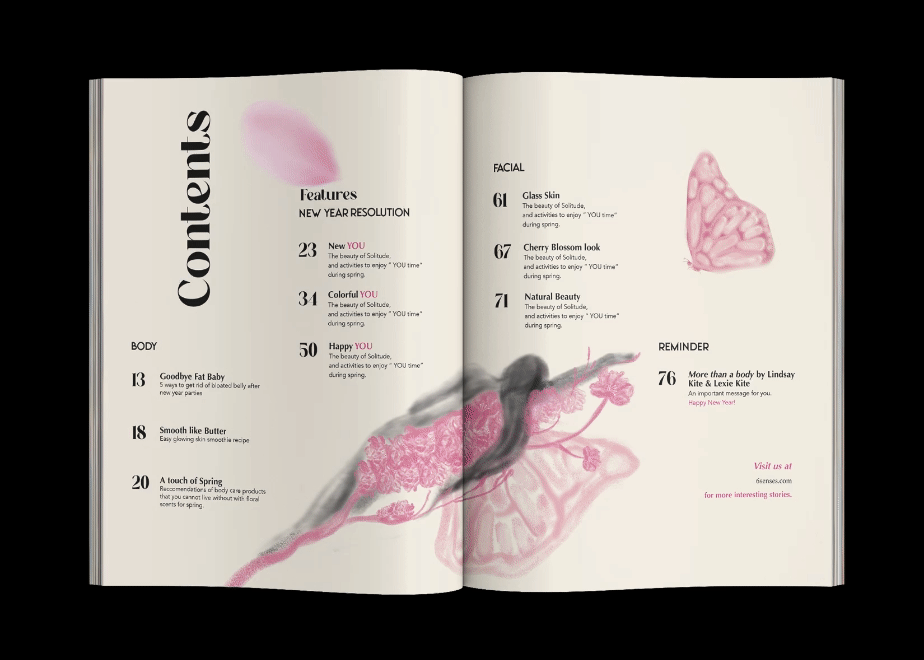 Contents
BODY
13
Goodbye Fat Baby
5 ways to get rid of bloated belly after
new year parties
18
Smooth like Butter
Easy glowing skin smoothie recipe
20
A touch of Spring
Reccomendations of body care products
that you cannot live without with floral
scents for spring.
Features
NEW YEAR RESOLUTION
23
New YOU
The beauty of Solitude,
and activities to enjoy " YOU time"
during spring.
34
Colorful YOU
The beauty of Solitude,
and activities to enjoy " YOU time"
during spring.
50
Happy YOU
The beauty of Solitude,
and activities to enjoy " YOU time"
during spring.
FACIAL
61
Glass Skin
The beauty of Solitude,
and activities to enjoy " YOU time"
during spring.
67
Cherry Blossom look
The beauty of Solitude,
and activities to enjoy " YOU time"
during spring.
71
Natural Beauty
The beauty of Solitude,
and activities to enjoy " YOU time"
during spring.
REMINDER
76
More than a body by Lindsay
Kite & Lexie Kite
An important message for you.
Happy New Year!
Visit us at
6senses.com
for more interesting stories.